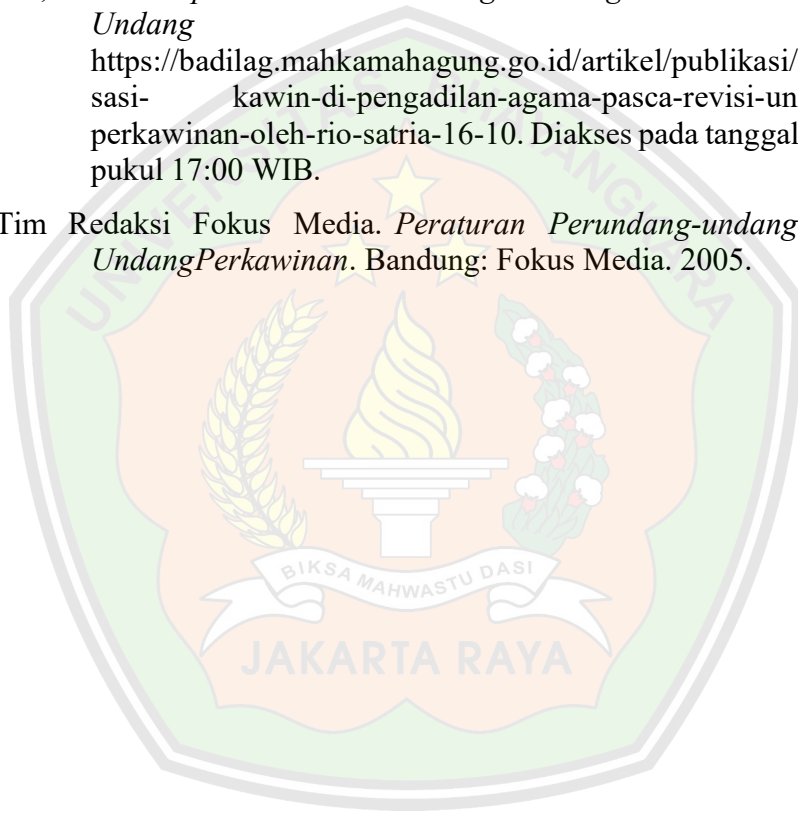 Undang
https://badilag.mahkamahagung.go.id/artikel/publikasi/
sasi- kawin-di-pengadilan-agama-pasca-revisi-un
perkawinan-oleh-rio-satria-16-10. Diakses pada tanggal
pukul 17:00 WIB.
Tim Redaksi Fokus Media. Peraturan Perundang-undang
UndangPerkawinan. Bandung: Fokus Media. 2005.
UNIVERSITAS BHAYANGKARA
BIKSA MAHWASTU DASI
JAKARTA RAYA